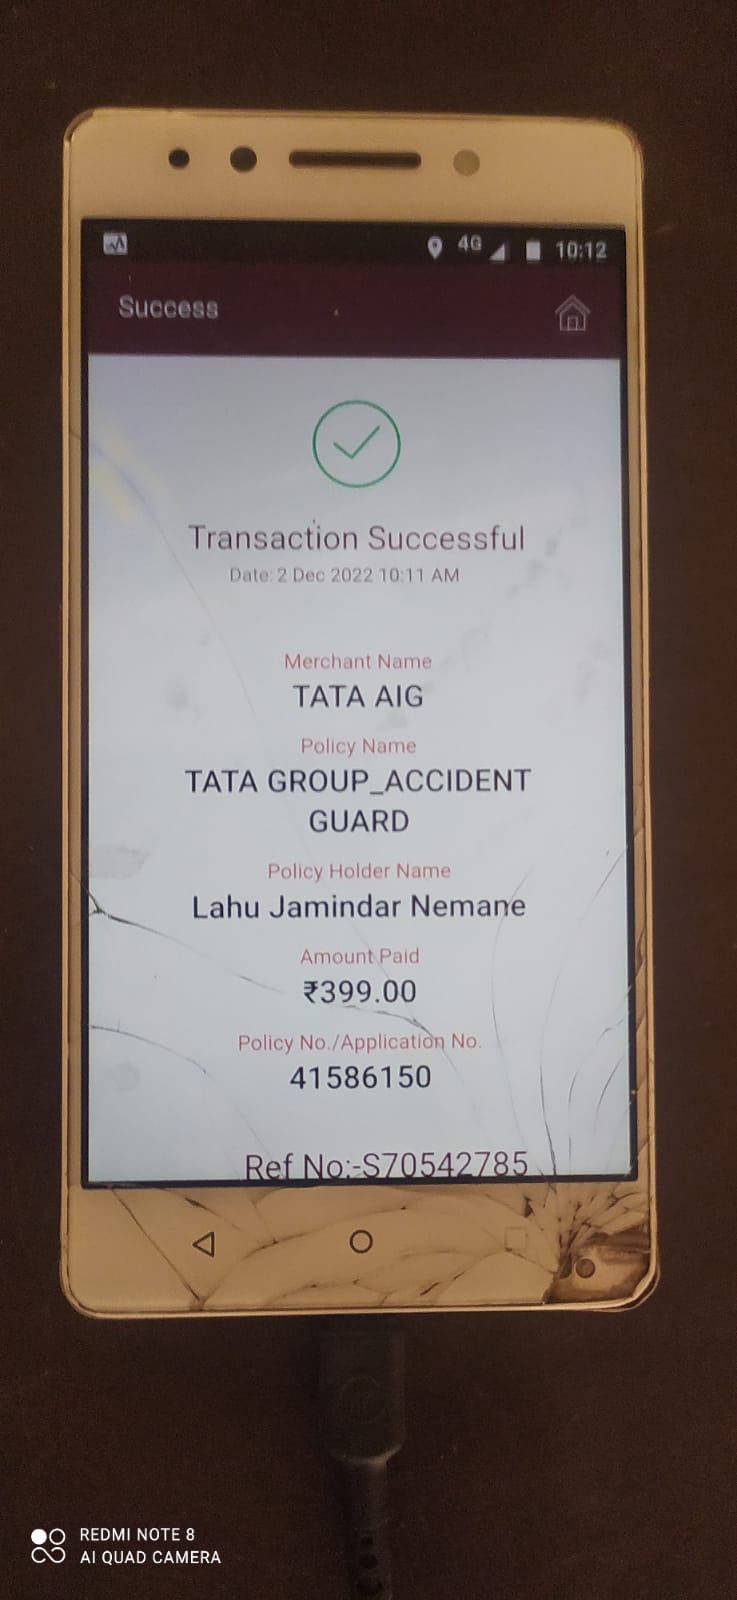 4G 10:12
Success
Transaction Successful
Date: 2 Dec 2022 10:11 AM
Merchant Name
TATA AIG
Policy Name
TATA GROUP_ACCIDENT
GUARD
Policy Holder Name
Lahu Jamindar Nemane
Amount Paid
₹399.00
Policy No./Application No.
41586150
Ref No:-S70542785
REDMI NOTE 8
AI QUAD CAMERA